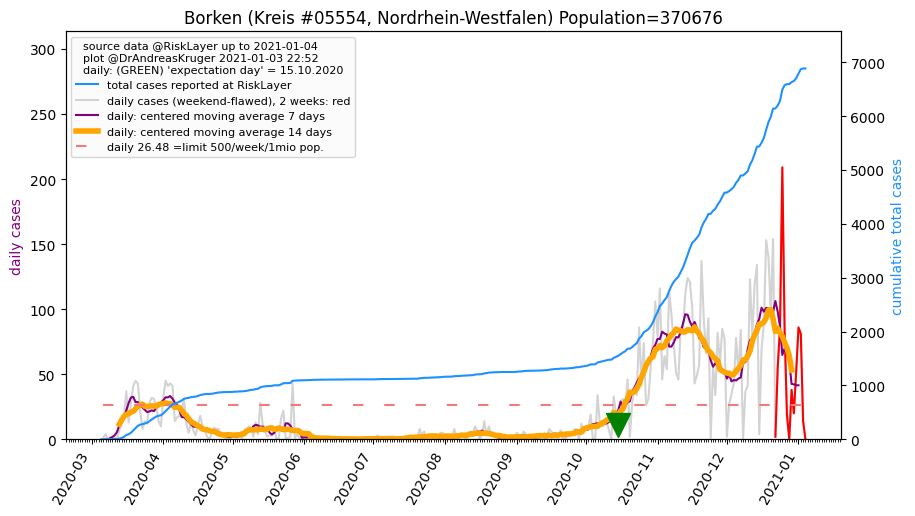 Borken (Kreis #05554, Nordrhein-Westfalen) Population=370676
source data @RiskLayer up to 2021-01-04
plot @DrAndreasKruger 2021-01-03 22:52
daily: (GREEN) 'expectation day' = 15.10.2020
total cases reported at RiskLayer
daily cases (weekend-flawed), 2 weeks: red
daily: centered moving average 7 days
daily: centered moving average 14 days
daily 26.48 =limit 500/week/1mio pop.
daily cases
300
250
200
150
100
50
0
cumulative total cases
7000
6000
5000
4000
3000
2000
1000
0
2020-03
2020-04
2020-05
2020-06
2020-07
2020-08
2020-09
2020-10
2020-11
2020-12
2021-01